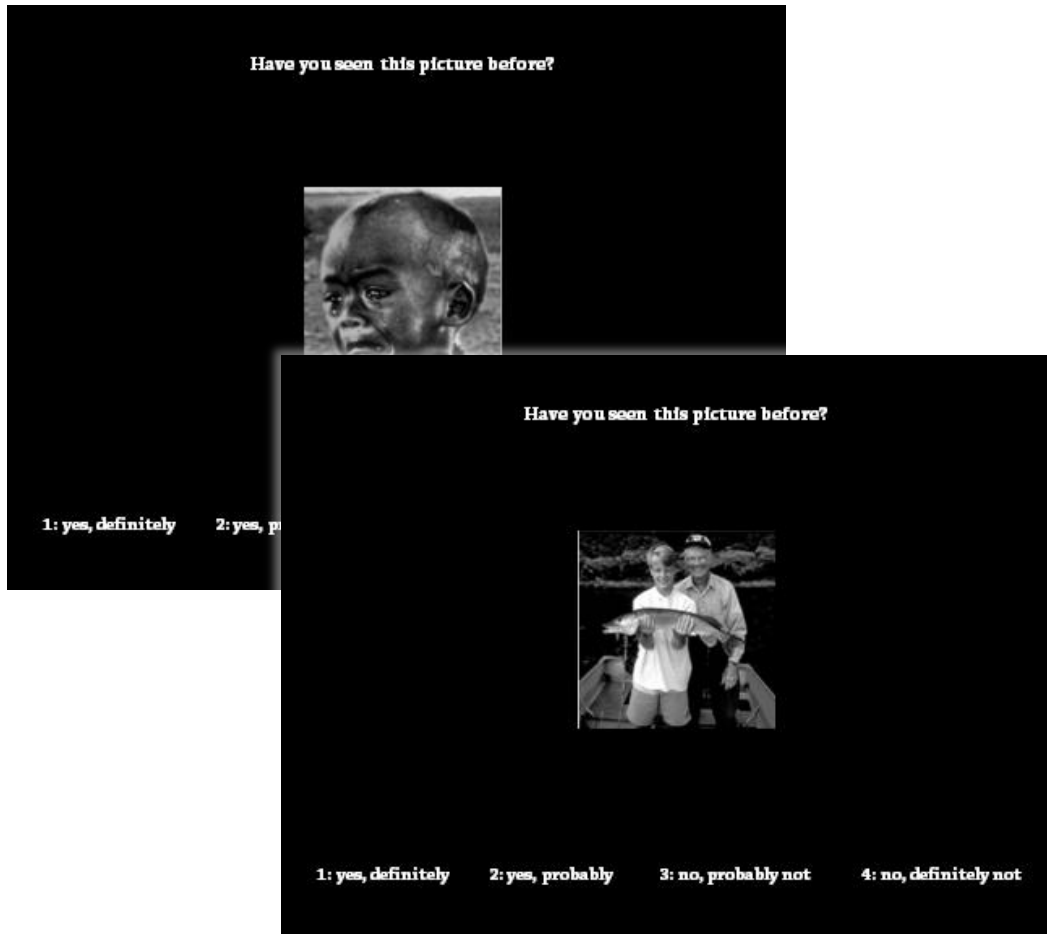 Have you seen this picture before?
1: yes, definitely 2: yes,
Have you seen this picture before?
1: yes, definitely 2: yes, probably 3: no, probably not 4: no, definitely not